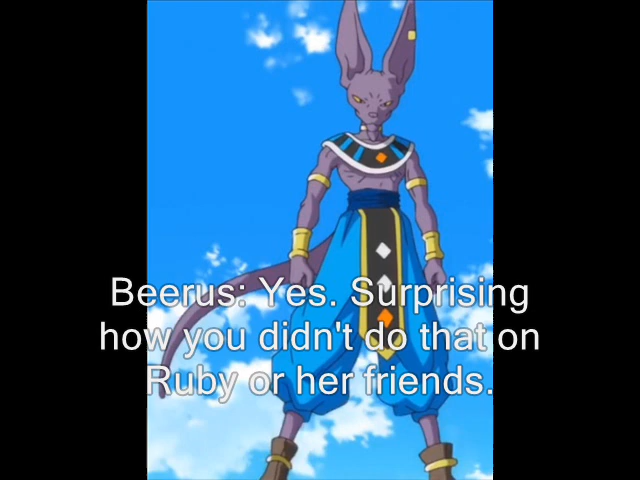 Beerus: Yes. Surprising
how you didn't do that on
Ruby or her friends.